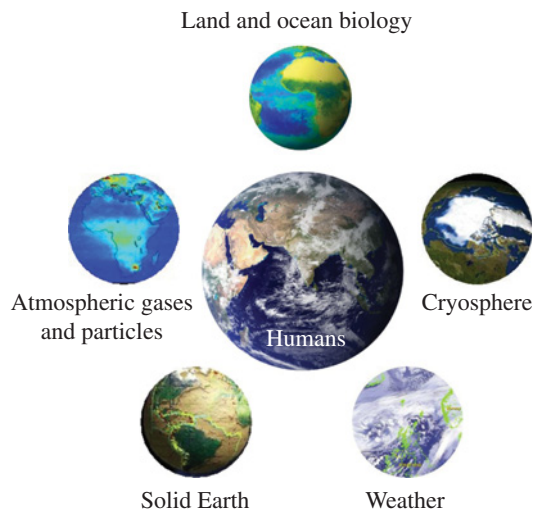 Land and ocean biology
Atmospheric gases
and particles
Humans
Cryosphere
Solid Earth
Weather